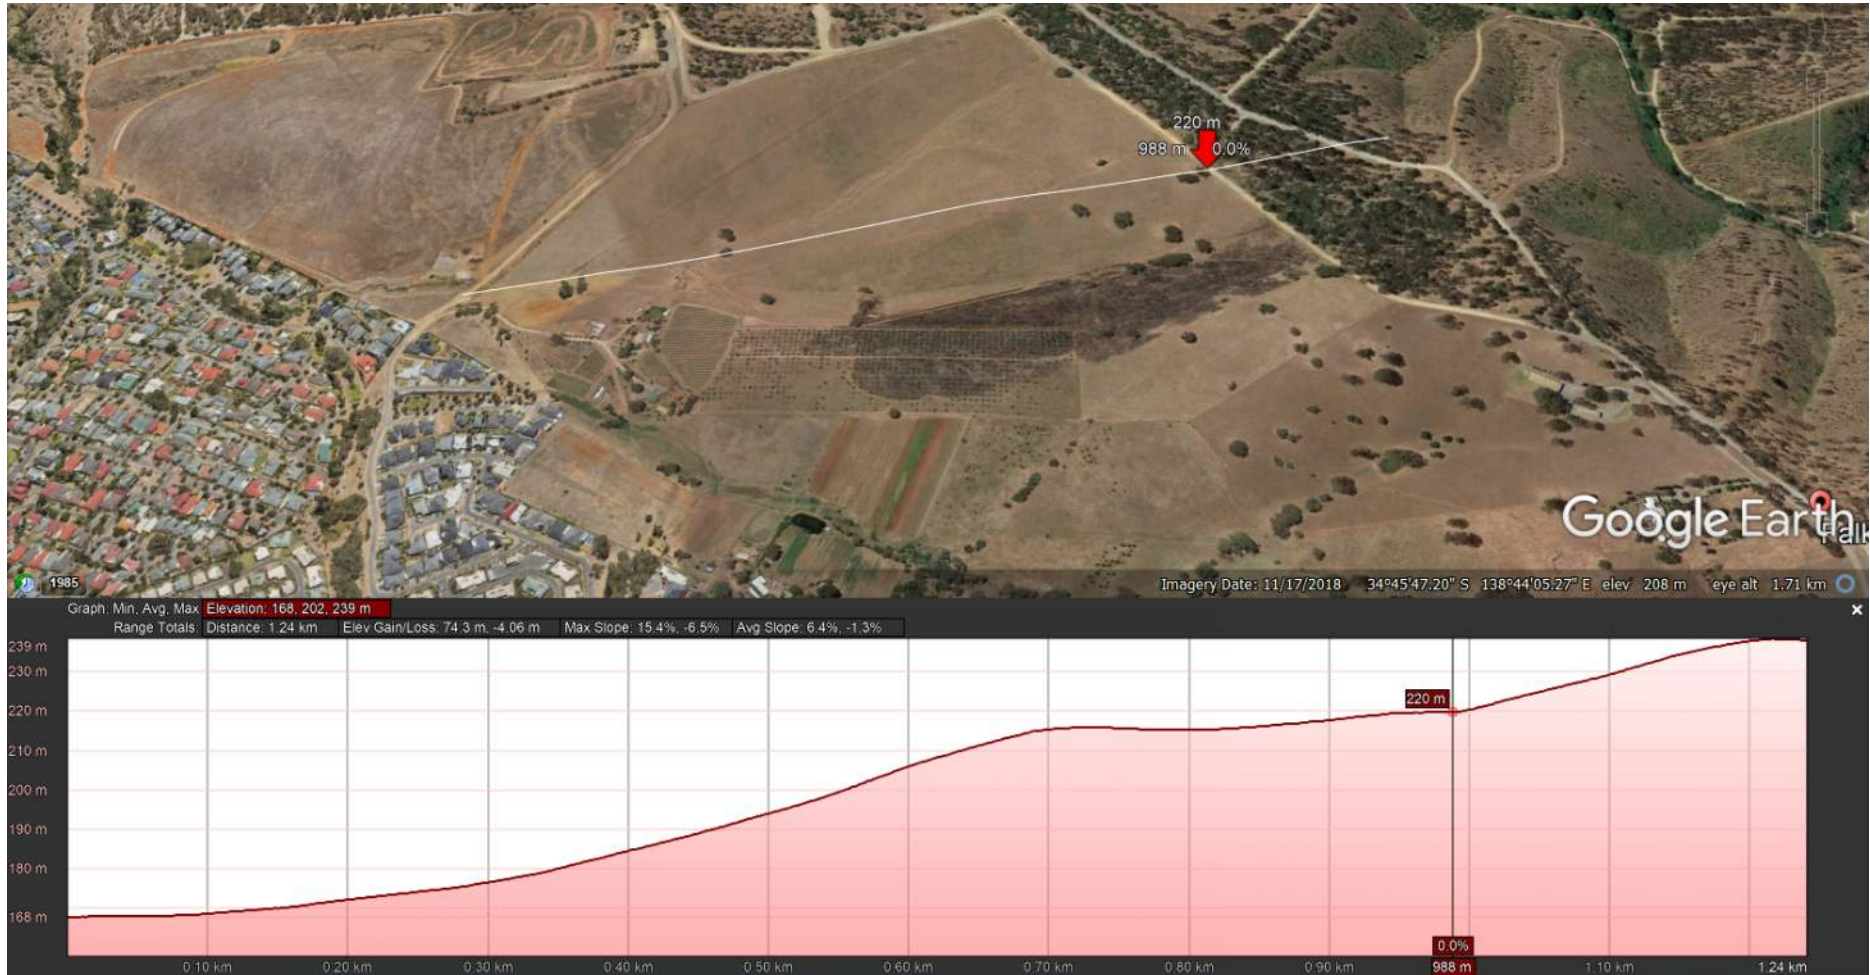 220 m
988 m 0.0%
Google Earth
1985
Imagery Date: 11/17/2018 34°45'47.20" S 138°44'05.27" E elev 208 m eye alt 1.71 km
Graph: Min, Avg, Max Elevation: 168, 202, 239 m
Range Totals: Distance: 1.24 km Elev Gain/Loss: 74.3 m, -4.06 m Max Slope: 15.4%, -6.5% Avg Slope: 6.4%, -1.3%
239 m
230 m
220 m
220 m
210 m
200 m
190 m
180 m
168 m
0.0%
0.10 km 0.20 km 0.30 km 0.40 km 0.50 km 0.60 km 0.70 km 0.80 km 0.90 km 988 m 1.10 km 1.24 km